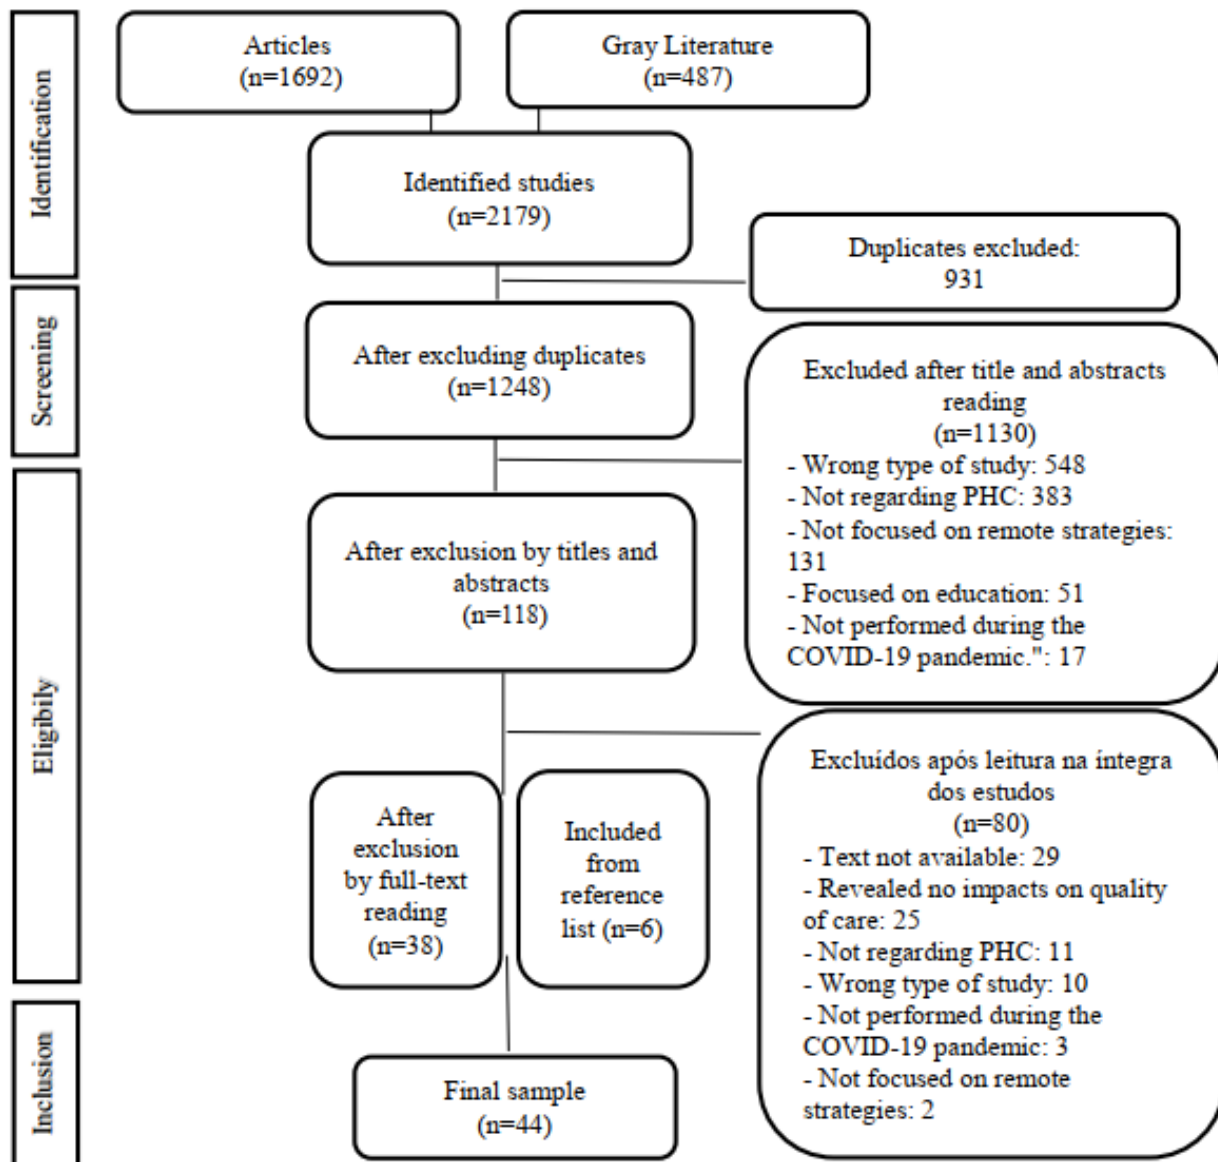 Identification
Articles
(n=1692)
Gray Literature
(n=487)
Identified studies
(n=2179)
Duplicates excluded:
931
Screening
After excluding duplicates
(n=1248)
Excluded after title and abstracts
reading
(n=1130)
- Wrong type of study: 548
- Not regarding PHC: 383
- Not focused on remote strategies:
131
- Focused on education: 51
- Not performed during the
COVID-19 pandemic.": 17
Eligibily
After exclusion by titles and
abstracts
(n=118)
Excluídos após leitura na íntegra
dos estudos
(n=80)
- Text not available: 29
- Revealed no impacts on quality
of care: 25
- Not regarding PHC: 11
- Wrong type of study: 10
- Not performed during the
COVID-19 pandemic: 3
- Not focused on remote
strategies: 2
After
exclusion
by full-text
reading
(n=38)
Included
from
reference
list (n=6)
Inclusion
Final sample
(n=44)